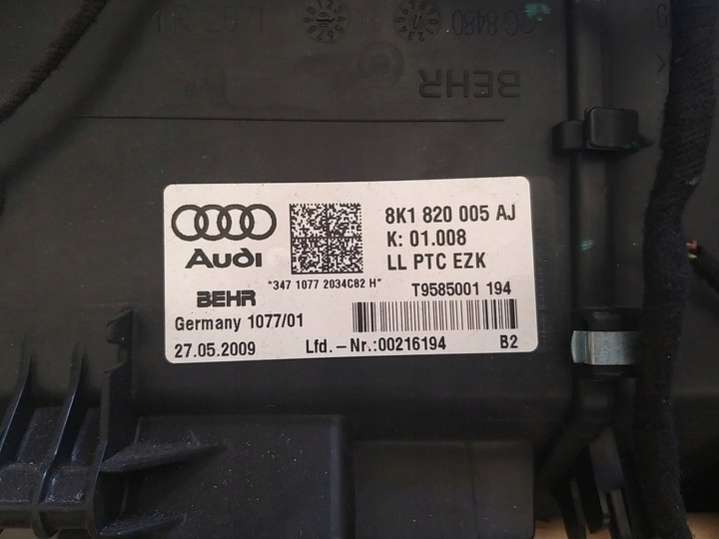 BEHR
Audi
8K1 820 005 AJ
K: 01.008
LL PTC EZK
*347 1077 2034C82 H*
BEHR
T9585001 194
Germany 1077/01
27.05.2009
Lfd.-Nr.:00216194
B2